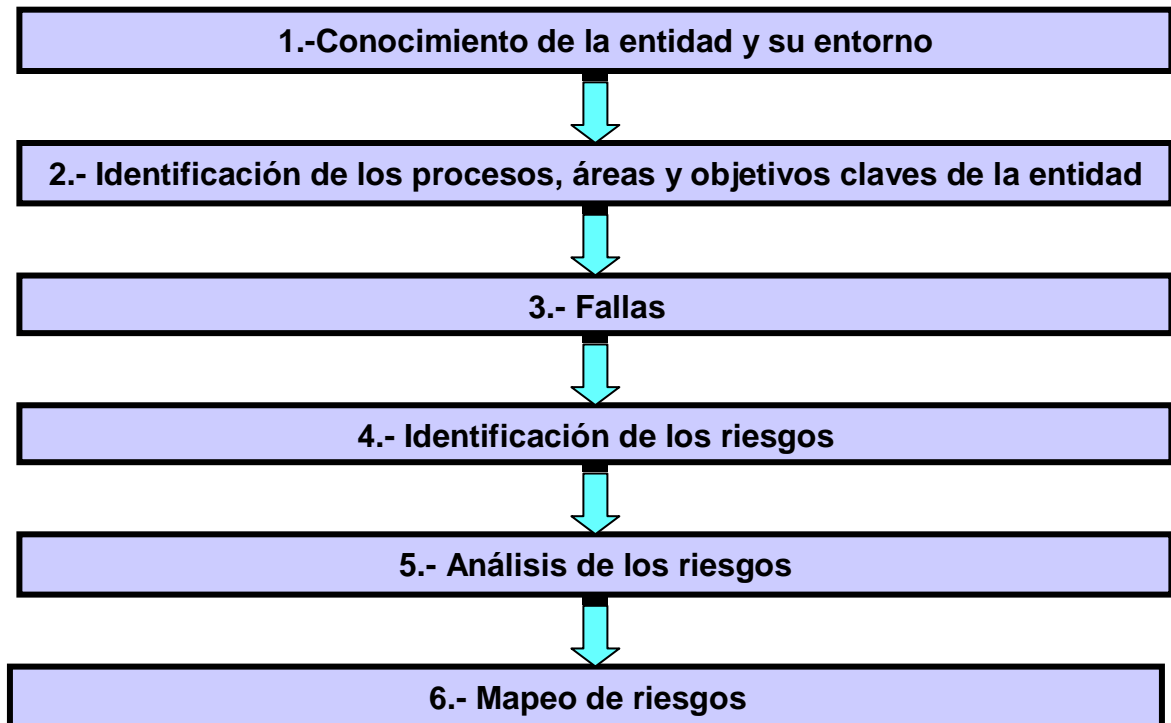 1.-Conocimiento de la entidad y su entorno
2.- Identificación de los procesos, áreas y objetivos claves de la entidad
3.- Fallas
4.- Identificación de los riesgos
5.- Análisis de los riesgos
6.- Mapeo de riesgos